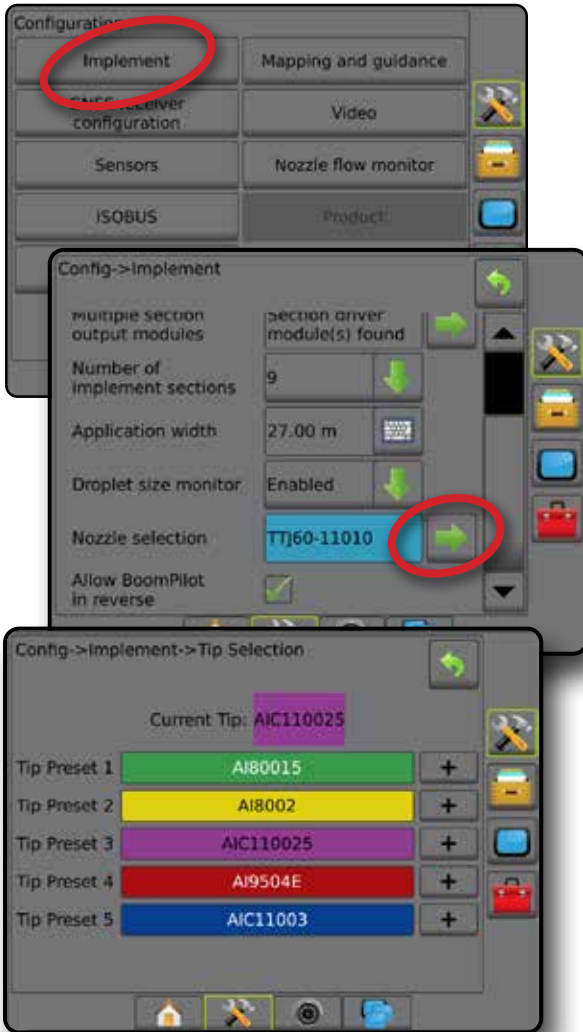 Configuration
Implement
Mapping and guidance
GNSS receiver
configuration
Video
Sensors
Nozzle flow monitor
ISOBUS
Product
Config->Implement
Multiple section
output modules
Section driver
module(s) found
Number of
implement sections
9
Application width
27.00 m
Droplet size monitor
Enabled
Nozzle selection
TTJ60-11010
Allow BoomPilot
in reverse
Config->Implement->Tip Selection
Current Tip: AIC110025
Tip Preset 1 AI80015 +
Tip Preset 2 AI8002 +
Tip Preset 3 AIC110025 +
Tip Preset 4 AI9504E +
Tip Preset 5 AIC11003 +